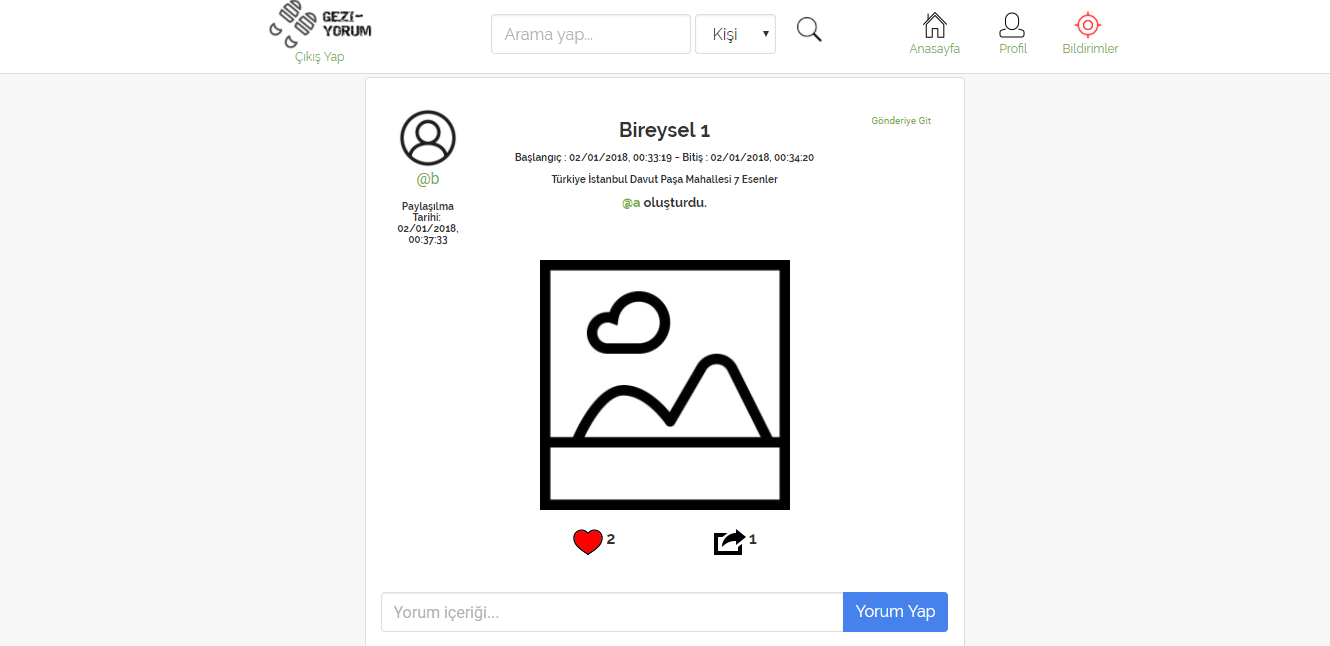 GEZİ-
YORUM
Çıkış Yap
Arama yap...
Kişi
Anasayfa
Profil
Bildirimler
@b
Paylaşılma
Tarihi:
02/01/2018,
00:37:33
Bireysel 1
Başlangıç : 02/01/2018, 00:33:19 - Bitiş : 02/01/2018, 00:34:20
Türkiye İstanbul Davut Paşa Mahallesi 7 Esenler
@a oluşturdu.
Gönderiye Git
2
1
Yorum içeriği...
Yorum Yap